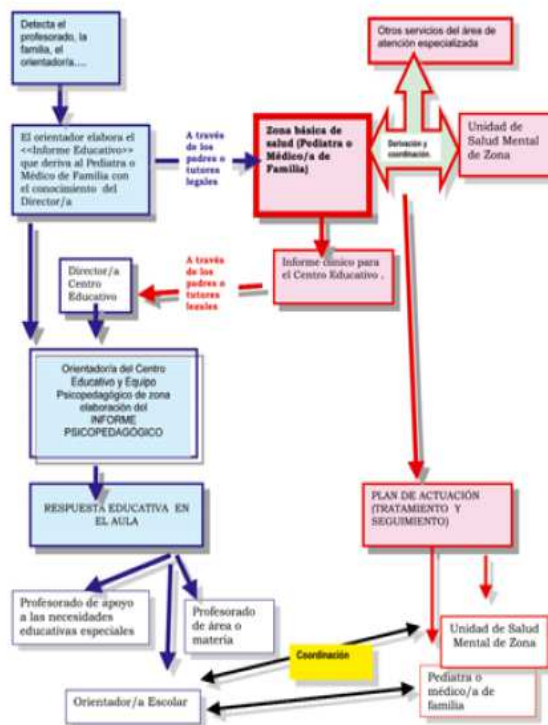 Detecta el
profesorado, la
familia, el
orientador/a....
Otros servicios del área de
atención especializada
El orientador elabora el
<<Informe Educativo>>
que deriva al Pediatra o
Médico de Familia con
el conocimiento del
Director/a
A través
de los
padres o
tutores
legales
Zona básica de
salud (Pediatra o
Médico/a de
Familia)
Derivación y
coordinación.
Unidad de
Salud Mental
de Zona
Informe clínico para
el Centro Educativo .
A través
de los
padres o
tutores
legales
Director/a
Centro
Educativo
Orientador/a del Centro
Educativo y Equipo
Psicopedagógico de zona
elaboración del
INFORME
PSICOPEDAGÓGICO
RESPUESTA EDUCATIVA EN
EL AULA
PLAN DE ACTUACIÓN
(TRATAMIENTO Y
SEGUIMIENTO)
Profesorado de apoyo
a las necesidades
educativas especiales
Profesorado
de área o
materia
Unidad de Salud
Mental de Zona
Coordinación
Pediatra o
médico/a de
familia
Orientador/a Escolar